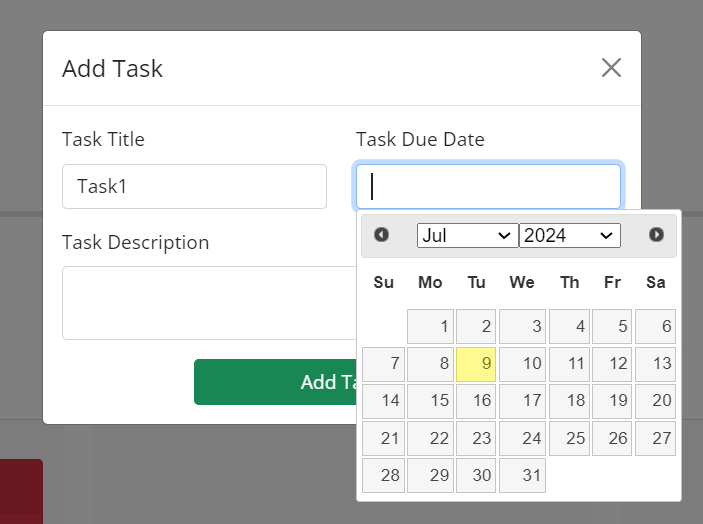 Add Task
Task Title Task Due Date
Task1
Task Description
Jul 2024
Su Mo Tu We Th Fr Sa
1 2 3 4 5 6
7 8 9 10 11 12 13
14 15 16 17 18 19 20
21 22 23 24 25 26 27
28 29 30 31
Add Ta